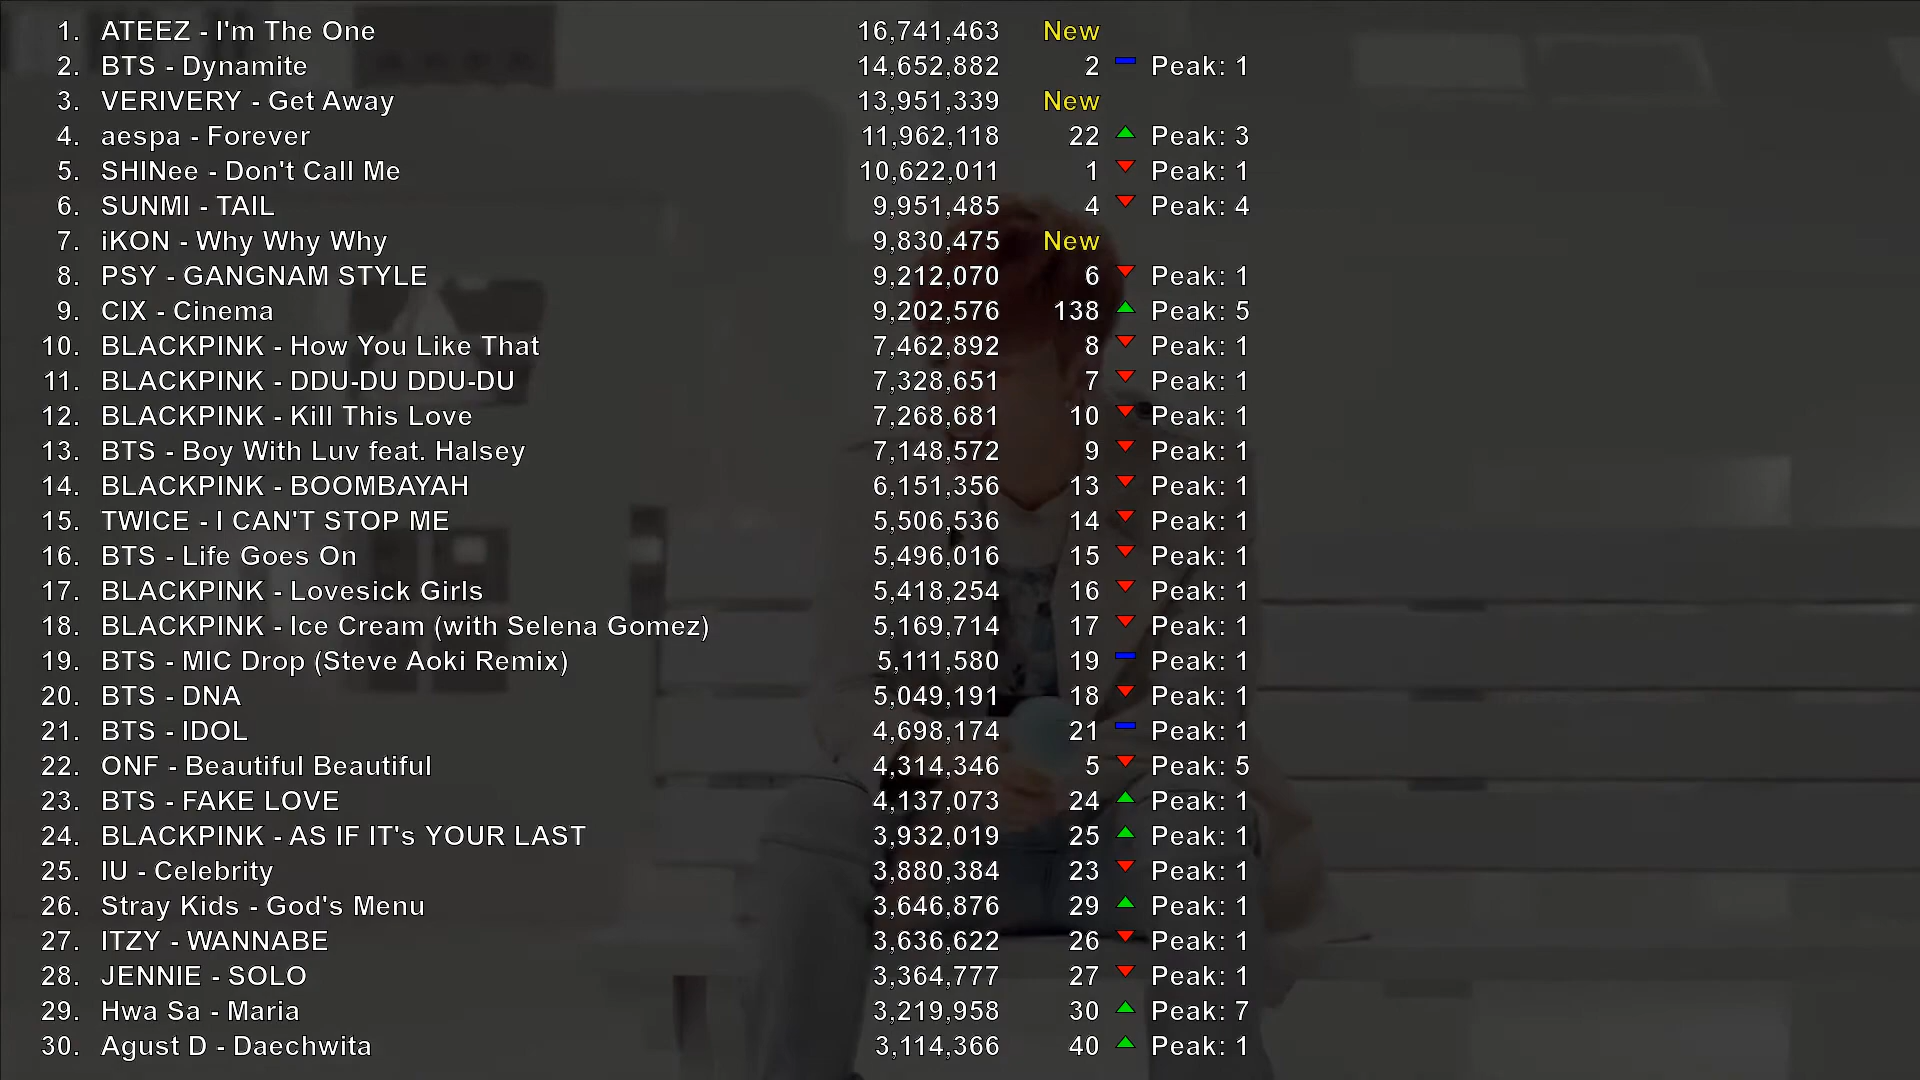 1. ATEEZ - I'm The One 16,741,463 New
2. BTS - Dynamite 14,652,882 2 Peak: 1
3. VERIVERY - Get Away 13,951,339 New
4. aespa - Forever 11,962,118 22 Peak: 3
5. SHINee - Don't Call Me 10,622,011 1 Peak: 1
6. SUNMI - TAIL 9,951,485 4 Peak: 4
7. iKON - Why Why Why 9,830,475 New
8. PSY - GANGNAM STYLE 9,212,070 6 Peak: 1
9. CIX - Cinema 9,202,576 138 Peak: 5
10. BLACKPINK - How You Like That 7,462,892 8 Peak: 1
11. BLACKPINK - DDU-DU DDU-DU 7,328,651 7 Peak: 1
12. BLACKPINK - Kill This Love 7,268,681 10 Peak: 1
13. BTS - Boy With Luv feat. Halsey 7,148,572 9 Peak: 1
14. BLACKPINK - BOOMBAYAH 6,151,356 13 Peak: 1
15. TWICE - I CAN'T STOP ME 5,506,536 14 Peak: 1
16. BTS - Life Goes On 5,496,016 15 Peak: 1
17. BLACKPINK - Lovesick Girls 5,418,254 16 Peak: 1
18. BLACKPINK - Ice Cream (with Selena Gomez) 5,169,714 17 Peak: 1
19. BTS - MIC Drop (Steve Aoki Remix) 5,111,580 19 Peak: 1
20. BTS - DNA 5,049,191 18 Peak: 1
21. BTS - IDOL 4,698,174 21 Peak: 1
22. ONF - Beautiful Beautiful 4,314,346 5 Peak: 5
23. BTS - FAKE LOVE 4,137,073 24 Peak: 1
24. BLACKPINK - AS IF IT's YOUR LAST 3,932,019 25 Peak: 1
25. IU - Celebrity 3,880,384 23 Peak: 1
26. Stray Kids - God's Menu 3,646,876 29 Peak: 1
27. ITZY - WANNABE 3,636,622 26 Peak: 1
28. JENNIE - SOLO 3,364,777 27 Peak: 1
29. Hwa Sa - Maria 3,219,958 30 Peak: 7
30. Agust D - Daechwita 3,114,366 40 Peak: 1